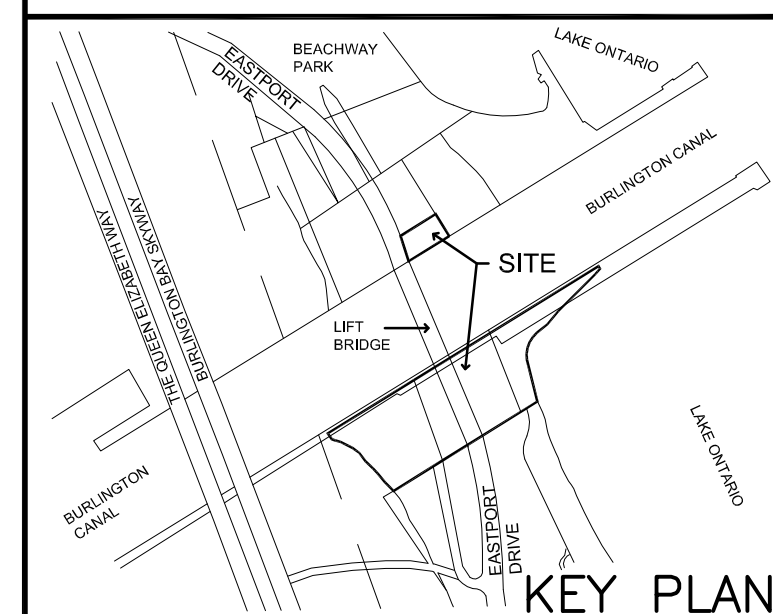 BEACHWAY
PARK
LAKE ONTARIO
EASTPORT
DRIVE
BURLINGTON CANAL
THE QUEEN ELIZABETH WAY
BURLINGTON BAY SKYWAY
SITE
LIFT
BRIDGE
LAKE ONTARIO
BURLINGTON
CANAL
EASTPORT
DRIVE
KEY PLAN